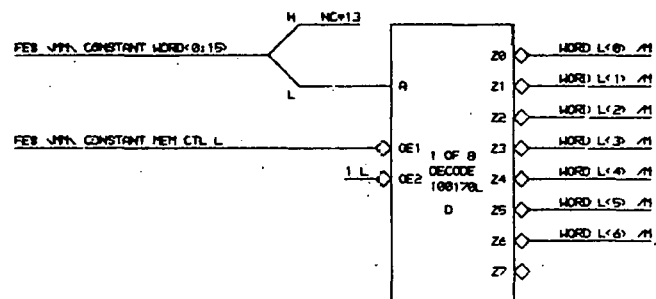 H NC=13
FEB \MM\ CONSTANT WORD<0:15>
L
A
FEB \MM\ CONSTANT MEM CTL L
OE1
1 L
OE2
1 OF 8
DECODE
100170L
D
Z0 WORD L<0> /M
Z1 WORD L<1> /M
Z2 WORD L<2> /M
Z3 WORD L<3> /M
Z4 WORD L<4> /M
Z5 WORD L<5> /M
Z6 WORD L<6> /M
Z7